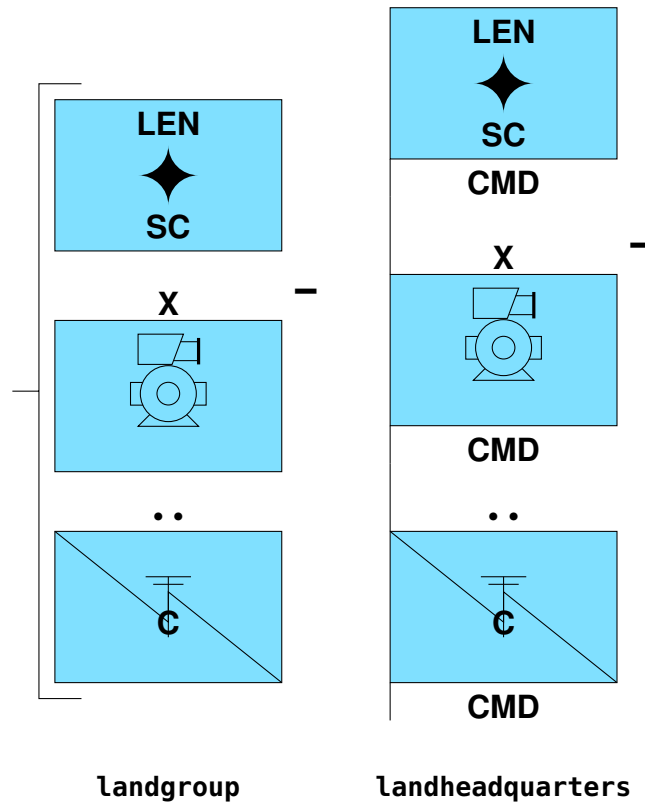 LEN
SC
X
C
landgroup
LEN
SC
CMD
X
CMD
C
CMD
landheadquarters